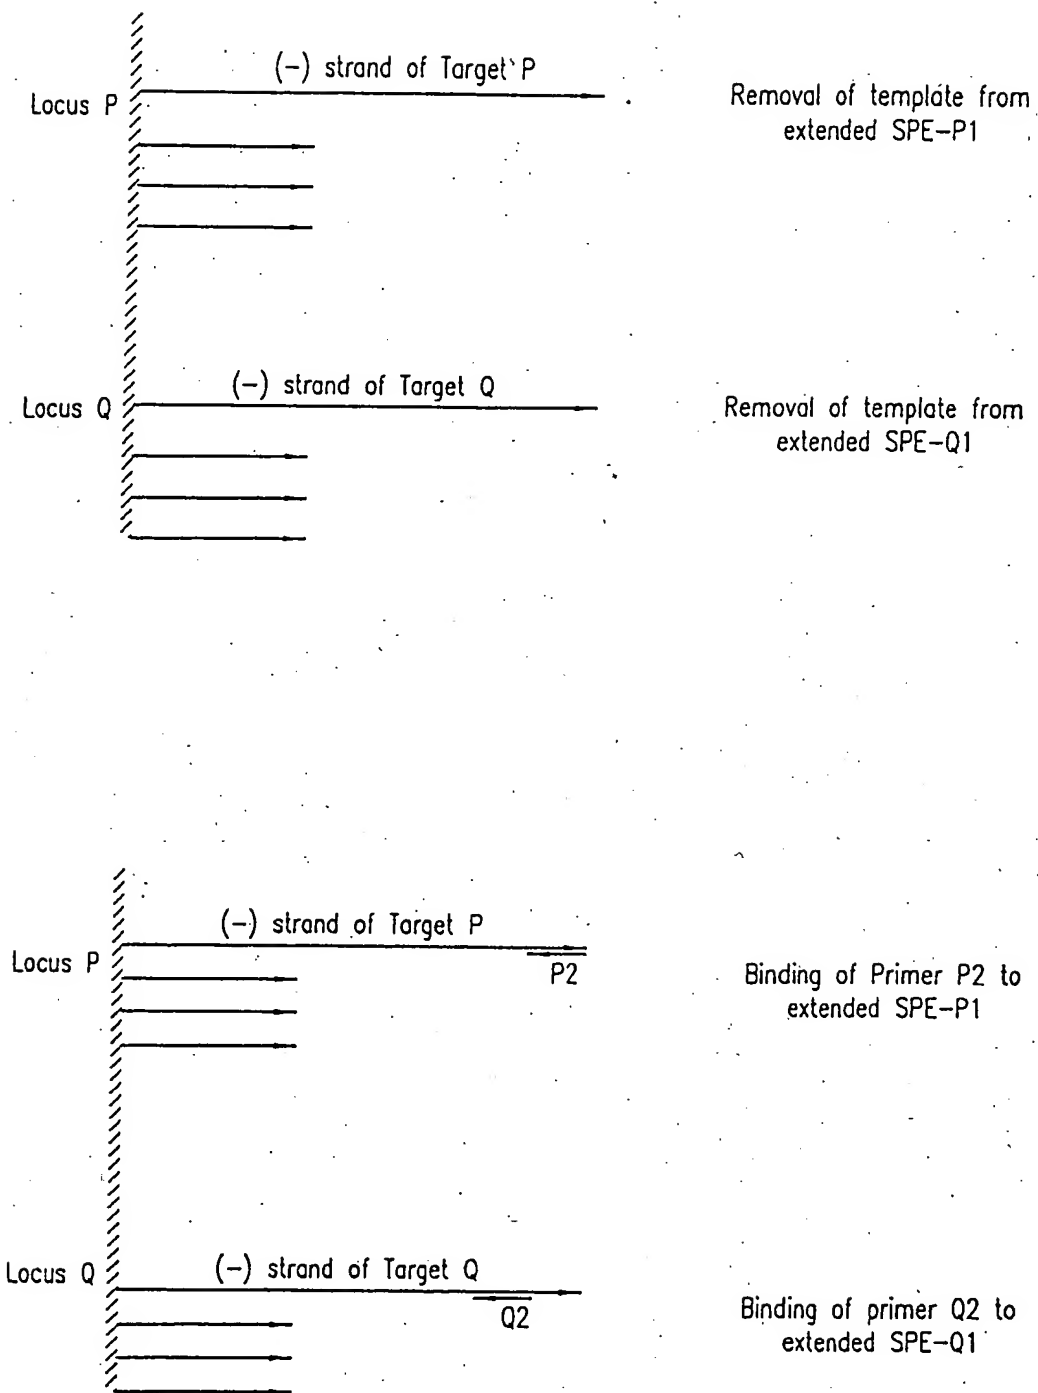 (-) strand of Target P
Locus P
Removal of template from
extended SPE-P1
(-) strand of Target Q
Locus Q
Removal of template from
extended SPE-Q1
(-) strand of Target P
Locus P
P2
Binding of Primer P2 to
extended SPE-P1
(-) strand of Target Q
Locus Q
Q2
Binding of primer Q2 to
extended SPE-Q1